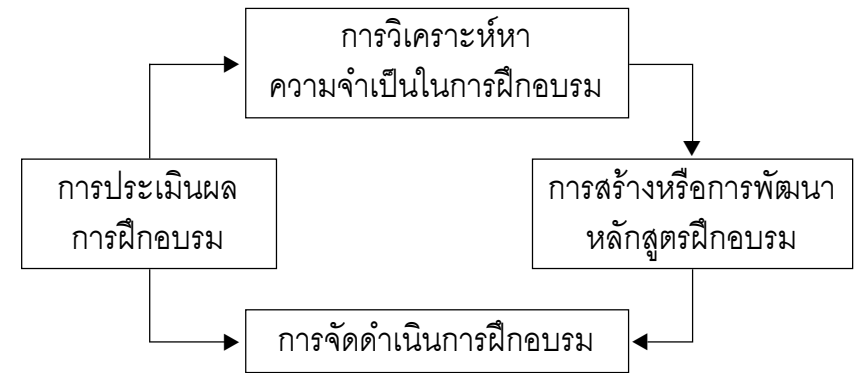 การวิเคราะห์หา
ความจำเป็นในการฝึกอบรม
การประเมินผล
การฝึกอบรม
การสร้างหรือการพัฒนา
หลักสูตรฝึกอบรม
การจัดดำเนินการฝึกอบรม